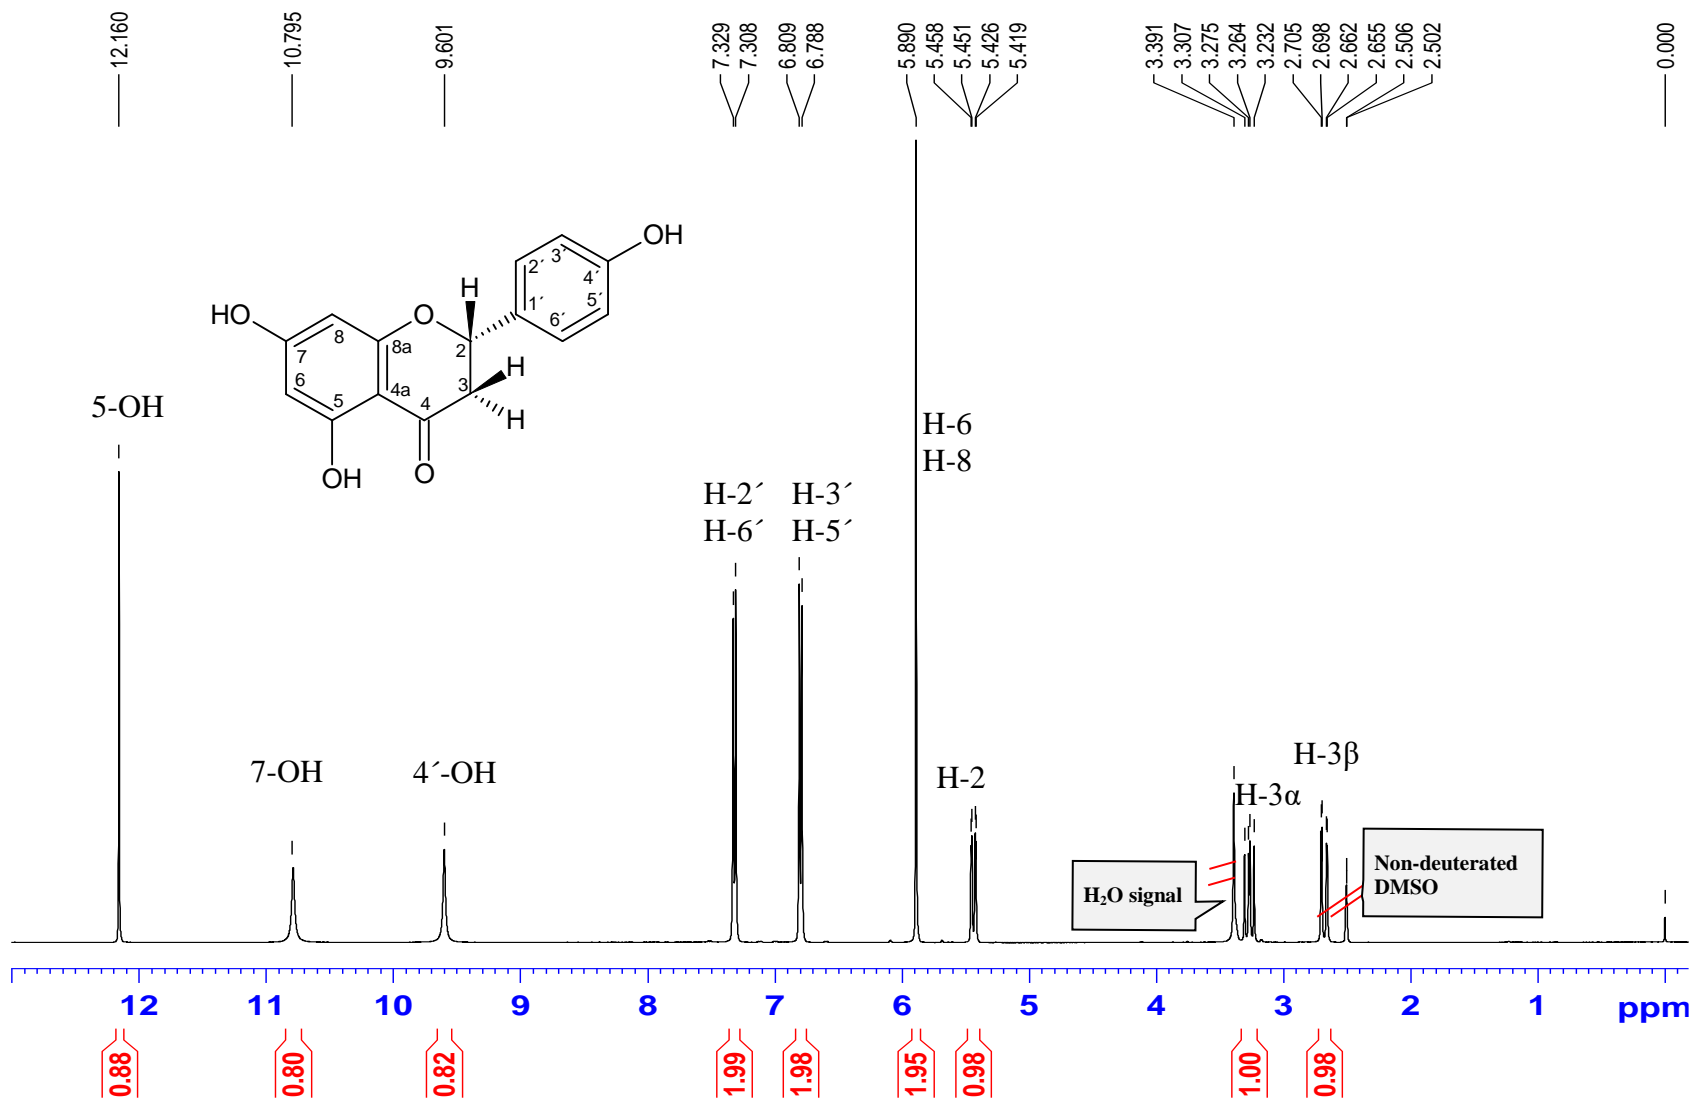 12.160
10.795
9.601
7.329
7.308
6.809
6.788
5.890
5.458
5.451
5.426
5.419
3.391
3.307
3.275
3.264
3.232
2.705
2.698
2.662
2.655
2.506
2.502
0.000
OH
3´
2´
4´
H
1´
5´
HO
O
6´
8
8a
2
7
H
6
3
4a
5
4
H
OH
O
5-OH
H-6
H-8
H-2´
H-6´
H-3´
H-5´
7-OH
4´-OH
H-2
H-3α
H-3β
H₂O signal
Non-deuterated
DMSO
12 11 10 9 8 7 6 5 4 3 2 1 ppm
0.88
0.80
0.82
1.99
1.98
1.95
0.98
1.00
0.98